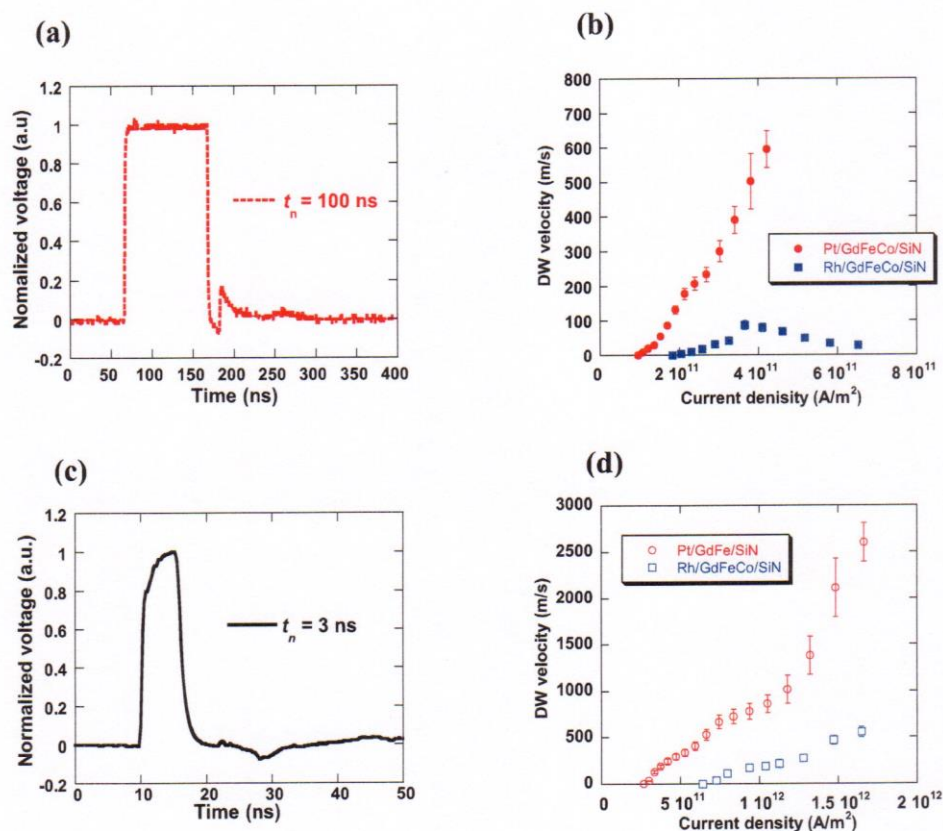 (a)
Nomalized voltage (a.u)
1.2
1
0.8
0.6
0.4
0.2
0
-0.2
t_n = 100 ns
0 50 100 150 200 250 300 350 400
Time (ns)
(b)
DW velocity (m/s)
800
700
600
500
400
300
200
100
0
Pt/GdFeCo/SiN
Rh/GdFeCo/SiN
0 2 10^11 4 10^11 6 10^11 8 10^11
Current denisity (A/m²)
(c)
Normalized voltage (a.u.)
1.2
1
0.8
0.6
0.4
0.2
0
-0.2
t_n = 3 ns
0 10 20 30 40 50
Time (ns)
(d)
DW velocity (m/s)
3000
2500
2000
1500
1000
500
0
Pt/GdFe/SiN
Rh/GdFeCo/SiN
0 5 10^11 1 10^12 1.5 10^12 2 10^12
Current density (A/m²)